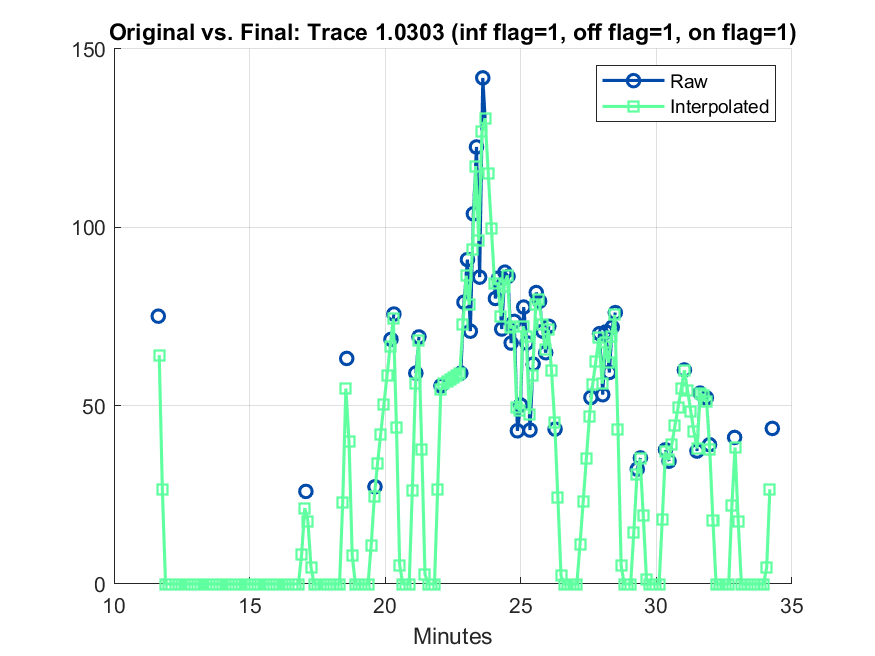 Original vs. Final: Trace 1.0303 (inf flag=1, off flag=1, on flag=1)
150
Raw
Interpolated
100
50
0
10 15 20 25 30 35
Minutes